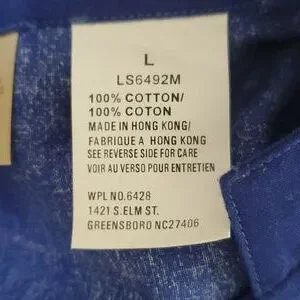 L
LS6492M
100% COTTON/
100% COTON
MADE IN HONG KONG/
FABRIQUE A HONG KONG
SEE REVERSE SIDE FOR CARE
VOIR AU VERSO POUR ENTRETIEN
WPL NO.6428
1421 S.ELM ST.
GREENSBORO NC27406